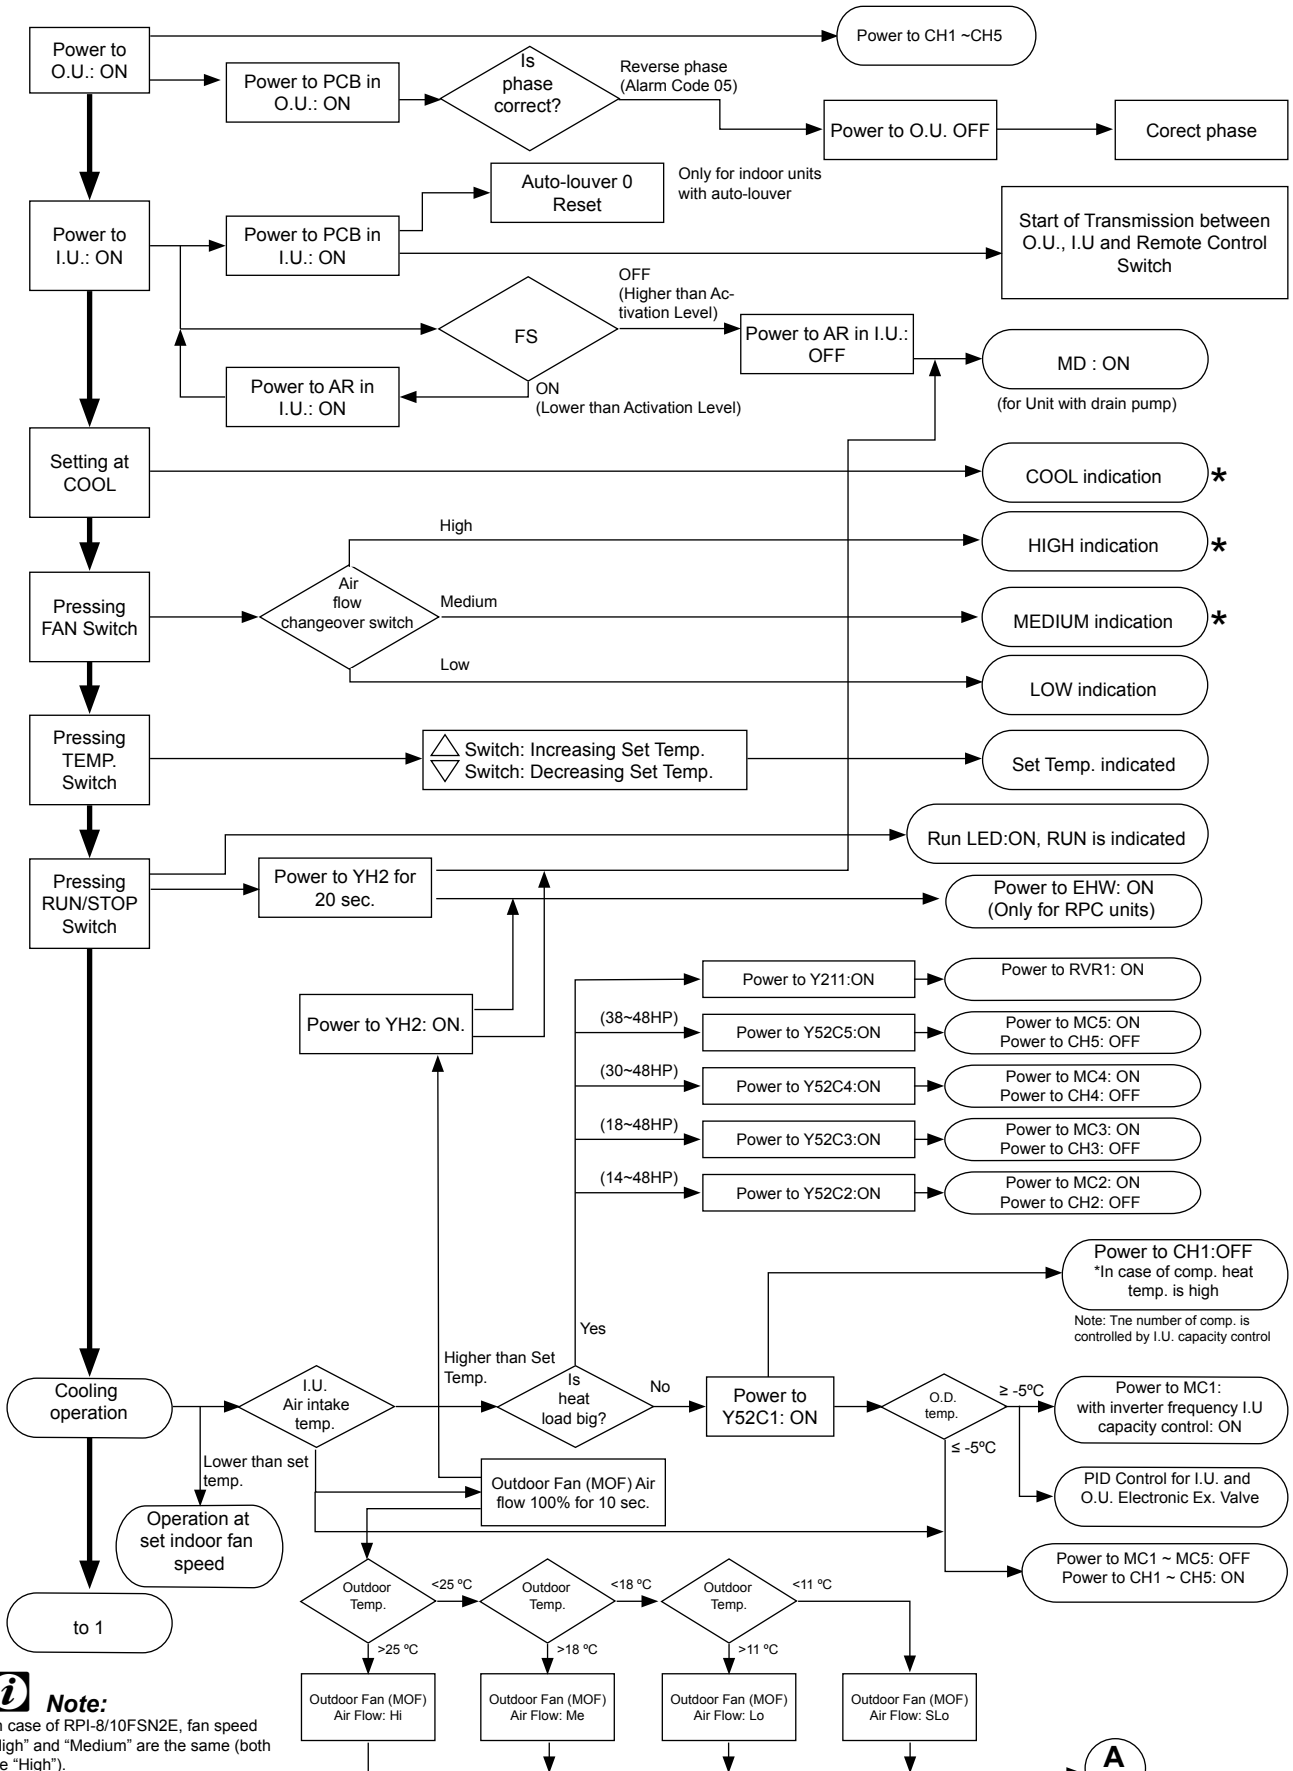 Power to
O.U.: ON
Power to CH1 ~CH5
Power to PCB in
O.U.: ON
Is
phase
correct?
Reverse phase
(Alarm Code 05)
Power to O.U. OFF
Corect phase
Auto-louver 0
Reset
Only for indoor units
with auto-louver
Power to
I.U.: ON
Power to PCB in
I.U.: ON
Start of Transmission between
O.U., I.U and Remote Control
Switch
FS
OFF
(Higher than Ac-
tivation Level)
Power to AR in I.U.:
OFF
MD : ON
(for Unit with drain pump)
Power to AR in
I.U.: ON
ON
(Lower than Activation Level)
Setting at
COOL
COOL indication
*
High
HIGH indication
*
Pressing
FAN Switch
Air
flow
changeover switch
Medium
MEDIUM indication
*
Low
LOW indication
Pressing
TEMP.
Switch
Switch: Increasing Set Temp.
Switch: Decreasing Set Temp.
Set Temp. indicated
Run LED:ON, RUN is indicated
Pressing
RUN/STOP
Switch
Power to YH2 for
20 sec.
Power to EHW: ON
(Only for RPC units)
Power to YH2: ON.
Power to Y211:ON
Power to RVR1: ON
(38~48HP)
Power to Y52C5:ON
Power to MC5: ON
Power to CH5: OFF
(30~48HP)
Power to Y52C4:ON
Power to MC4: ON
Power to CH4: OFF
(18~48HP)
Power to Y52C3:ON
Power to MC3: ON
Power to CH3: OFF
(14~48HP)
Power to Y52C2:ON
Power to MC2: ON
Power to CH2: OFF
Power to CH1:OFF
*In case of comp. heat
temp. is high
Note: Tne number of comp. is
controlled by I.U. capacity control
Yes
Cooling
operation
I.U.
Air intake
temp.
Higher than Set
Temp.
Is
heat
load big?
No
Power to
Y52C1: ON
O.D.
temp.
≥ -5ºC
≤ -5ºC
Power to MC1:
with inverter frequency I.U
capacity control: ON
Lower than set
temp.
Outdoor Fan (MOF) Air
flow 100% for 10 sec.
PID Control for I.U. and
O.U. Electronic Ex. Valve
Operation at
set indoor fan
speed
Power to MC1 ~ MC5: OFF
Power to CH1 ~ CH5: ON
Outdoor
Temp.
<25 ºC
Outdoor
Temp.
<18 ºC
Outdoor
Temp.
<11 ºC
to 1
>25 ºC
>18 ºC
>11 ºC
Outdoor Fan (MOF)
Air Flow: Hi
Outdoor Fan (MOF)
Air Flow: Me
Outdoor Fan (MOF)
Air Flow: Lo
Outdoor Fan (MOF)
Air Flow: SLo
i Note:
n case of RPI-8/10FSN2E, fan speed
High” and “Medium” are the same (both
e “High”).
A